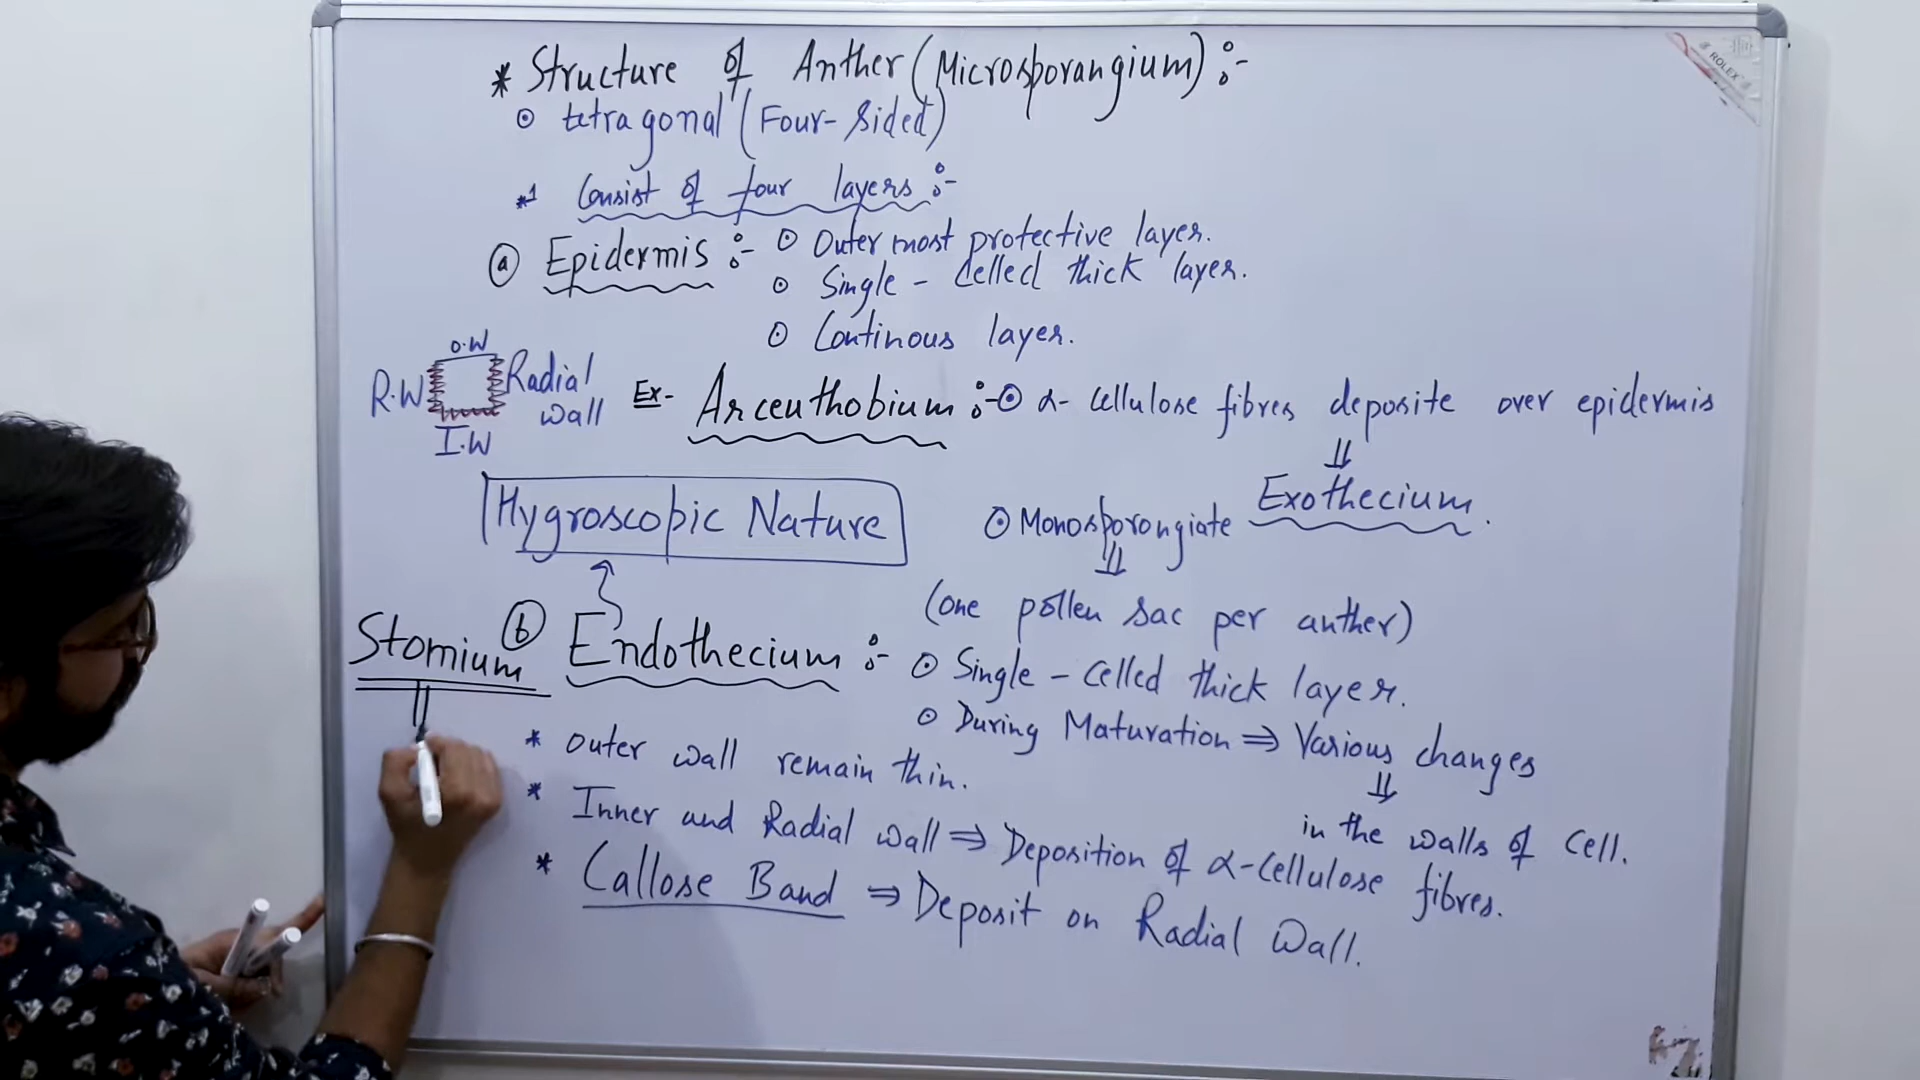 * Structure of Anther (Microsporangium) :-
⊙ tetragonal (Four-Sided)
*1 Consist of four layers :-
(a) Epidermis :- ⊙ Outer most protective layer.
⊙ Single - Celled thick layer.
⊙ Continous layer.
O.W
R.W Radial wall
I.W
Ex- Arceuthobium :- ⊙ α- Cellulose fibres deposite over epidermis
⇓
Exothecium.
Hygroscopic Nature
⊙ Monosporongiate
⇓
(one pollen sac per anther)
Stomium
(b) Endothecium :- ⊙ Single - Celled thick layer.
⊙ During Maturation ⇒ Various changes
⇓
in the walls of Cell.
* Outer wall remain thin.
* Inner and Radial wall ⇒ Deposition of α-Cellulose fibres.
* Callose Band ⇒ Deposit on Radial Wall.
ROLEX